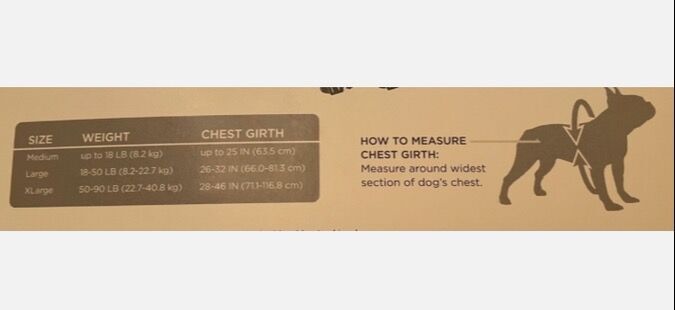 SIZE WEIGHT CHEST GIRTH
Medium up to 18 LB (8.2 kg) up to 25 IN (63.5 cm)
Large 18-50 LB (8.2-22.7 kg) 26-32 IN (66.0-81.3 cm)
XLarge 50-90 LB (22.7-40.8 kg) 28-46 IN (71.1-116.8 cm)
HOW TO MEASURE
CHEST GIRTH:
Measure around widest
section of dog's chest.